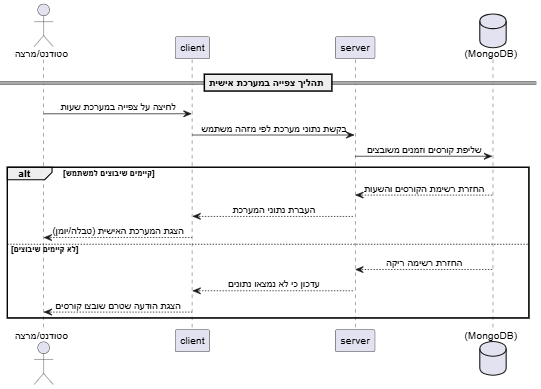 סטודנט/מרצה
client
server
(MongoDB)
תהליך צפייה במערכת אישית
לחיצה על צפייה במערכת שעות
בקשת נתוני מערכת לפי מזהה משתמש
שליפת קורסים וזמנים משובצים
alt [קיימים שיבוצים למשתמש]
החזרת רשימת הקורסים והשעות
העברת נתוני המערכת
הצגת המערכת האישית (טבלה/יומן)
[לא קיימים שיבוצים]
החזרת רשימה ריקה
עדכון כי לא נמצאו נתונים
הצגת הודעה שטרם שובצו קורסים
סטודנט/מרצה
client
server
(MongoDB)